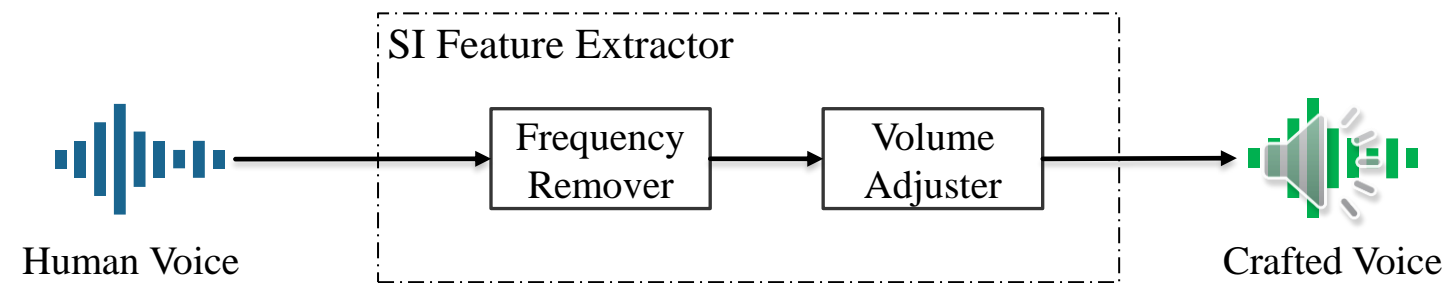 SI Feature Extractor
Frequency
Remover
Volume
Adjuster
Human Voice
Crafted Voice